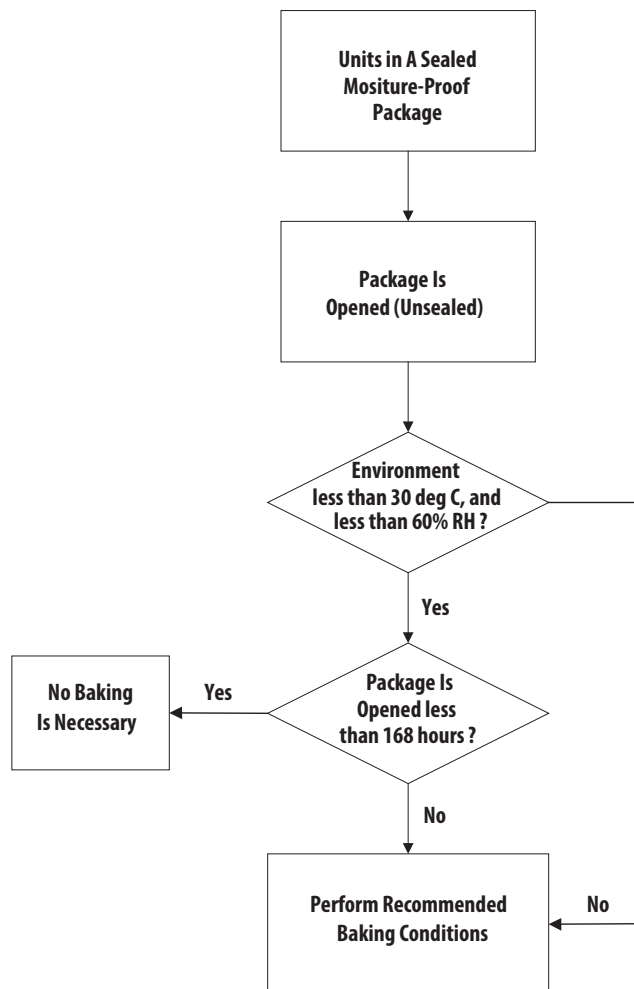 Units in A Sealed
Mositure-Proof
Package
Package Is
Opened (Unsealed)
Environment
less than 30 deg C, and
less than 60% RH ?
Yes
No Baking
Is Necessary
Yes
Package Is
Opened less
than 168 hours ?
No
Perform Recommended
Baking Conditions
No